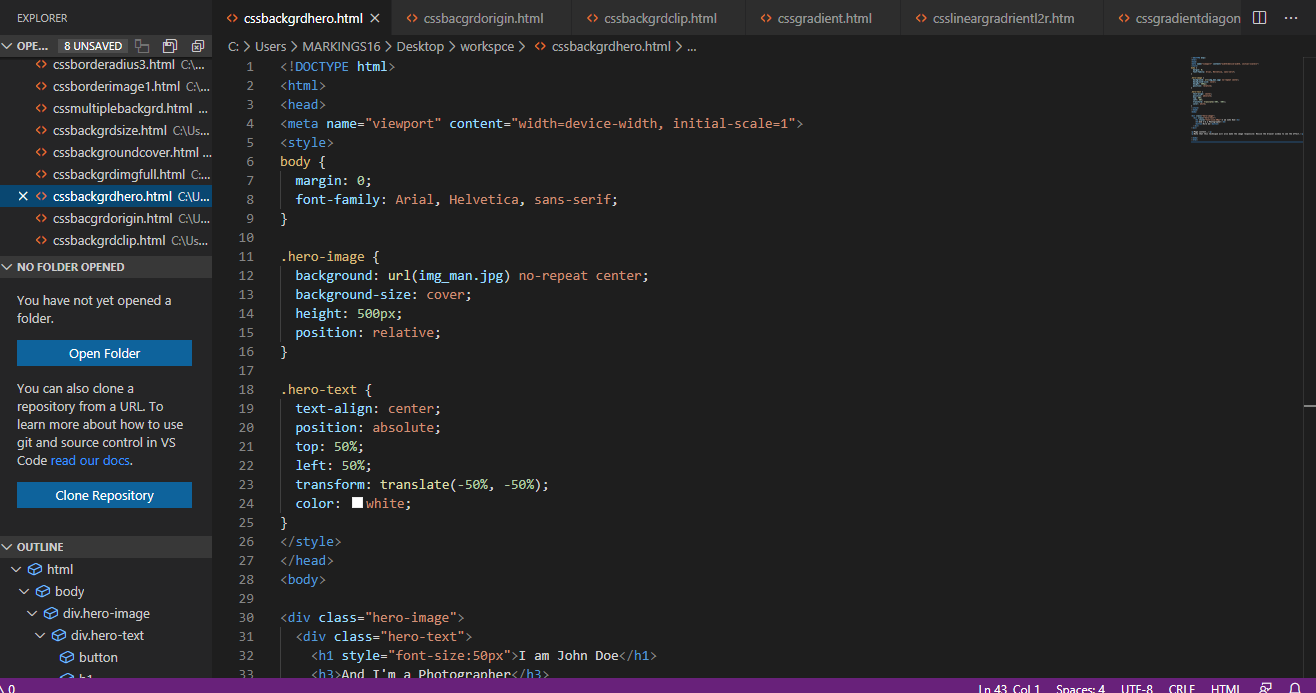 EXPLORER
cssbackgrdhero.html
cssbacgrdorigin.html
cssbackgrdclip.html
cssgradient.html
csslineargradrientl2r.htm
cssgradientdiagon
OPE... 8 UNSAVED
C: > Users > MARKINGS16 > Desktop > workspce > cssbackgrdhero.html > ...
cssborderadius3.html C:\...
cssborderimage1.html C:\...
cssmultiplebackgrd.html ...
cssbackgrdsize.html C:\Us...
cssbackgroundcover.html ...
cssbackgrdimgfull.html C:...
cssbackgrdhero.html C:\U...
cssbacgrdorigin.html C:\U...
cssbackgrdclip.html C:\Us...
NO FOLDER OPENED
You have not yet opened a
folder.
Open Folder
You can also clone a
repository from a URL. To
learn more about how to use
git and source control in VS
Code read our docs.
Clone Repository
OUTLINE
html
body
div.hero-image
div.hero-text
button
h1
1 <!DOCTYPE html>
2 <html>
3 <head>
4 <meta name="viewport" content="width=device-width, initial-scale=1">
5 <style>
6 body {
7 margin: 0;
8 font-family: Arial, Helvetica, sans-serif;
9 }
10
11 .hero-image {
12 background: url(img_man.jpg) no-repeat center;
13 background-size: cover;
14 height: 500px;
15 position: relative;
16 }
17
18 .hero-text {
19 text-align: center;
20 position: absolute;
21 top: 50%;
22 left: 50%;
23 transform: translate(-50%, -50%);
24 color: white;
25 }
26 </style>
27 </head>
28 <body>
29
30 <div class="hero-image">
31 <div class="hero-text">
32 <h1 style="font-size:50px">I am John Doe</h1>
33 <h3>And I'm a Photographer</h3>
0
Ln 43, Col 1 Spaces: 4 UTF-8 CRLF HTML